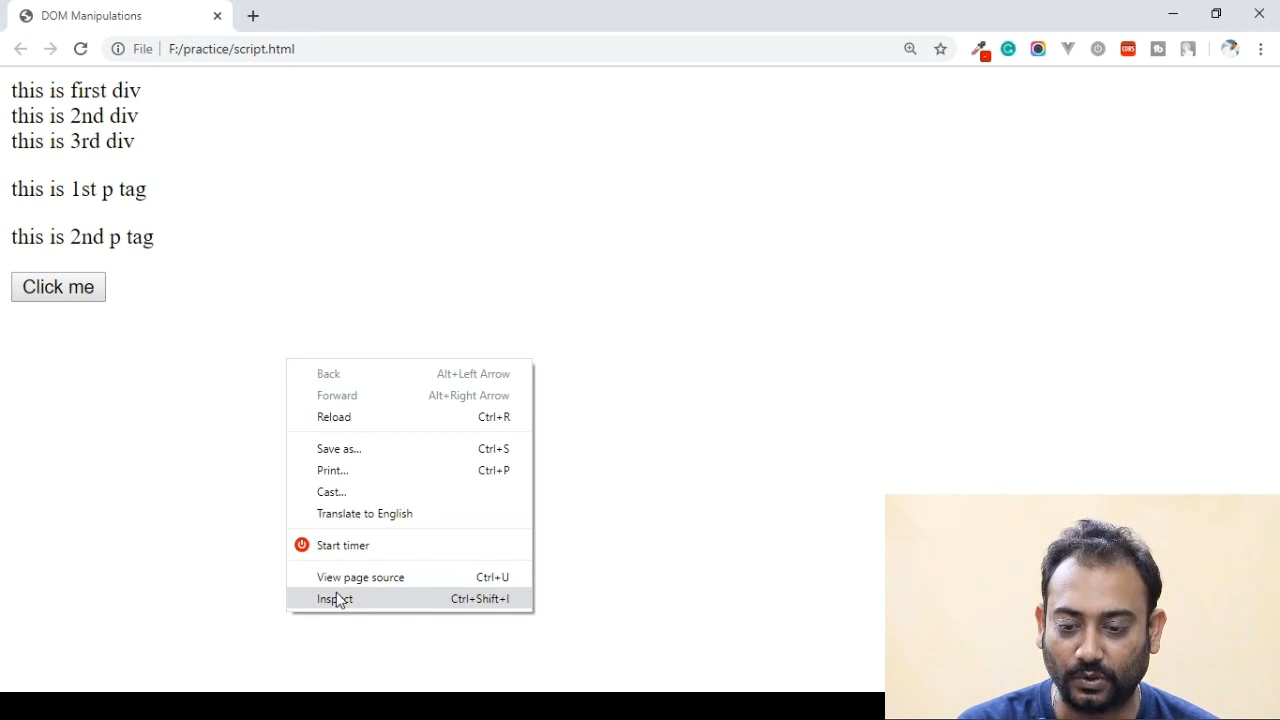 DOM Manipulations
File F:/practice/script.html
CORS
this is first div
this is 2nd div
this is 3rd div
this is 1st p tag
this is 2nd p tag
Click me
Back Alt+Left Arrow
Forward Alt+Right Arrow
Reload Ctrl+R
Save as... Ctrl+S
Print... Ctrl+P
Cast...
Translate to English
Start timer
View page source Ctrl+U
Inspect Ctrl+Shift+I